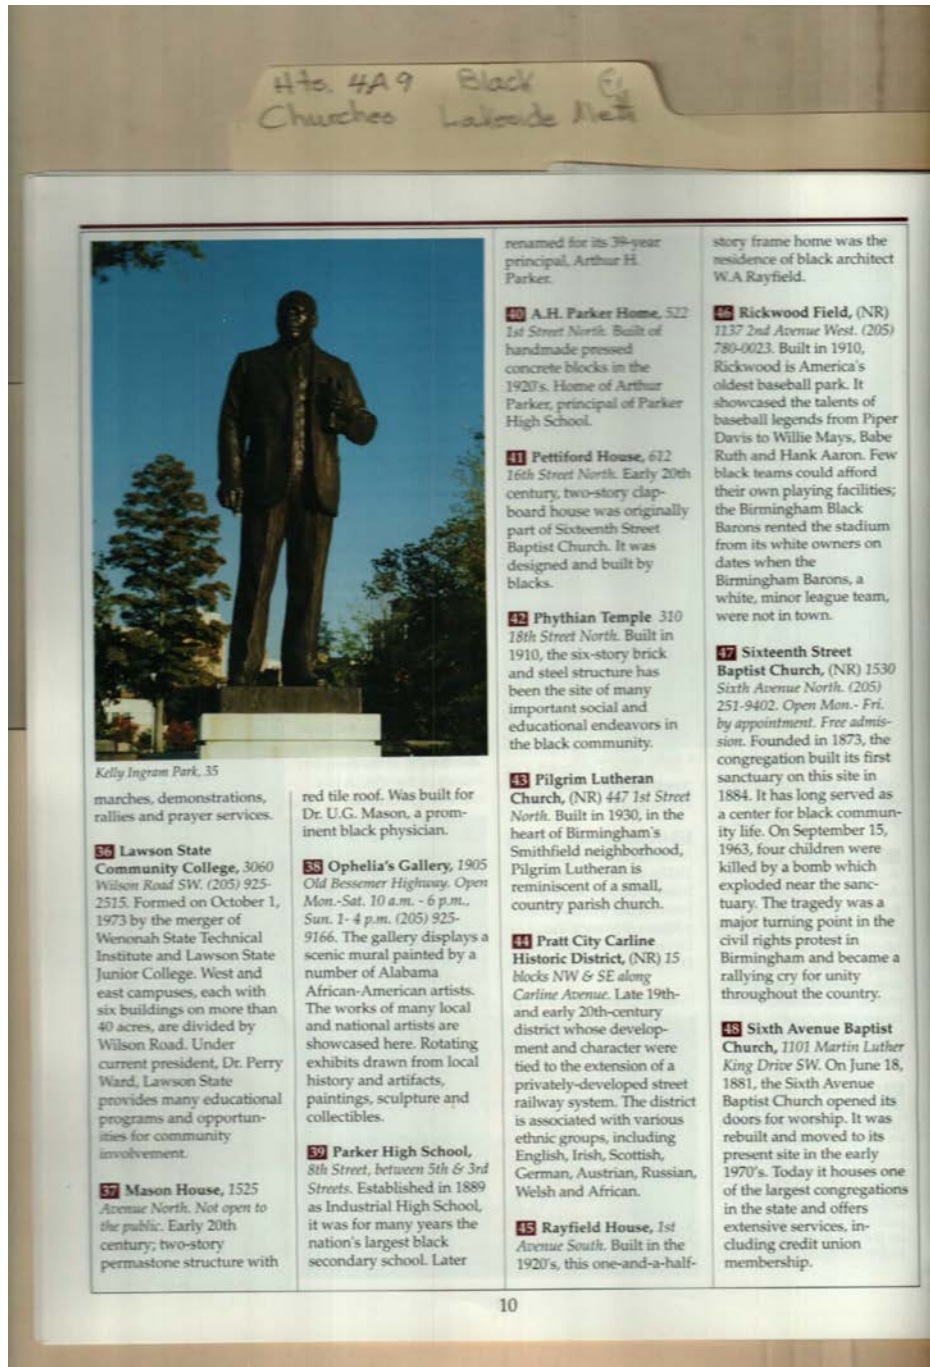 Hts. 4A9 Black
Churches Lakeside Meth
Kelly Ingram Park, 35
marches, demonstrations,
rallies and prayer services.
36 Lawson State
Community College, 3060
Wilson Road SW. (205) 925-
2515. Formed on October 1,
1973 by the merger of
Wenonah State Technical
Institute and Lawson State
Junior College. West and
east campuses, each with
six buildings on more than
40 acres, are divided by
Wilson Road. Under
current president, Dr. Perry
Ward, Lawson State
provides many educational
programs and opportun-
ities for community
involvement.
37 Mason House, 1525
Avenue North. Not open to
the public. Early 20th
century; two-story
permastone structure with
red tile roof. Was built for
Dr. U.G. Mason, a prom-
inent black physician.
38 Ophelia's Gallery, 1905
Old Bessemer Highway. Open
Mon.-Sat. 10 a.m. - 6 p.m.,
Sun. 1- 4 p.m. (205) 925-
9166. The gallery displays a
scenic mural painted by a
number of Alabama
African-American artists.
The works of many local
and national artists are
showcased here. Rotating
exhibits drawn from local
history and artifacts,
paintings, sculpture and
collectibles.
39 Parker High School,
8th Street, between 5th & 3rd
Streets. Established in 1889
as Industrial High School,
it was for many years the
nation's largest black
secondary school. Later
renamed for its 39-year
principal, Arthur H.
Parker.
40 A.H. Parker Home, 522
1st Street North. Built of
handmade pressed
concrete blocks in the
1920's. Home of Arthur
Parker, principal of Parker
High School.
41 Pettiford House, 612
16th Street North. Early 20th
century, two-story clap-
board house was originally
part of Sixteenth Street
Baptist Church. It was
designed and built by
blacks.
42 Phythian Temple 310
18th Street North. Built in
1910, the six-story brick
and steel structure has
been the site of many
important social and
educational endeavors in
the black community.
43 Pilgrim Lutheran
Church, (NR) 447 1st Street
North. Built in 1930, in the
heart of Birmingham's
Smithfield neighborhood,
Pilgrim Lutheran is
reminiscent of a small,
country parish church.
44 Pratt City Carline
Historic District, (NR) 15
blocks NW & SE along
Carline Avenue. Late 19th-
and early 20th-century
district whose develop-
ment and character were
tied to the extension of a
privately-developed street
railway system. The district
is associated with various
ethnic groups, including
English, Irish, Scottish,
German, Austrian, Russian,
Welsh and African.
45 Rayfield House, 1st
Avenue South. Built in the
1920's, this one-and-a-half-
story frame home was the
residence of black architect
W.A Rayfield.
46 Rickwood Field, (NR)
1137 2nd Avenue West. (205)
780-0023. Built in 1910,
Rickwood is America's
oldest baseball park. It
showcased the talents of
baseball legends from Piper
Davis to Willie Mays, Babe
Ruth and Hank Aaron. Few
black teams could afford
their own playing facilities;
the Birmingham Black
Barons rented the stadium
from its white owners on
dates when the
Birmingham Barons, a
white, minor league team,
were not in town.
47 Sixteenth Street
Baptist Church, (NR) 1530
Sixth Avenue North. (205)
251-9402. Open Mon.- Fri.
by appointment. Free admis-
sion. Founded in 1873, the
congregation built its first
sanctuary on this site in
1884. It has long served as
a center for black commun-
ity life. On September 15,
1963, four children were
killed by a bomb which
exploded near the sanc-
tuary. The tragedy was a
major turning point in the
civil rights protest in
Birmingham and became a
rallying cry for unity
throughout the country.
48 Sixth Avenue Baptist
Church, 1101 Martin Luther
King Drive SW. On June 18,
1881, the Sixth Avenue
Baptist Church opened its
doors for worship. It was
rebuilt and moved to its
present site in the early
1970's. Today it houses one
of the largest congregations
in the state and offers
extensive services, in-
cluding credit union
membership.
10